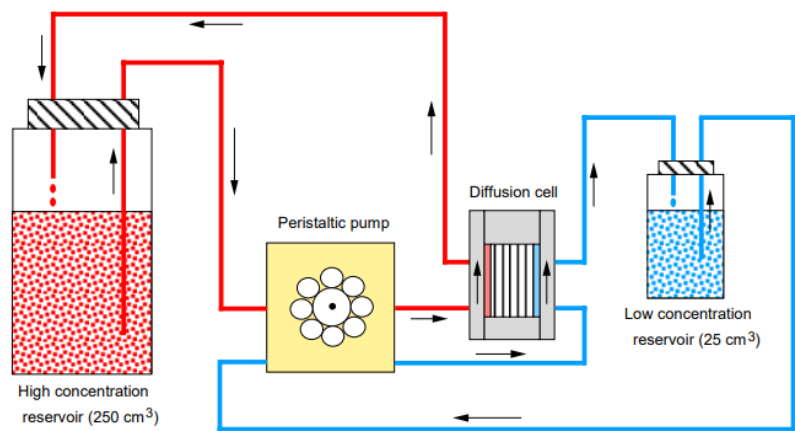 Diffusion cell
Peristaltic pump
Low concentration
reservoir (25 cm³)
High concentration
reservoir (250 cm³)